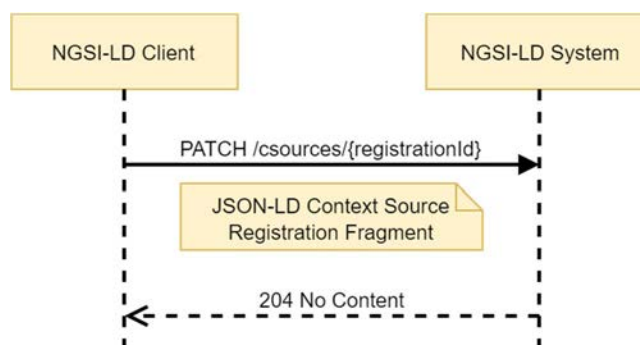 NGSI-LD Client
NGSI-LD System
PATCH /csources/{registrationId}
JSON-LD Context Source
Registration Fragment
204 No Content